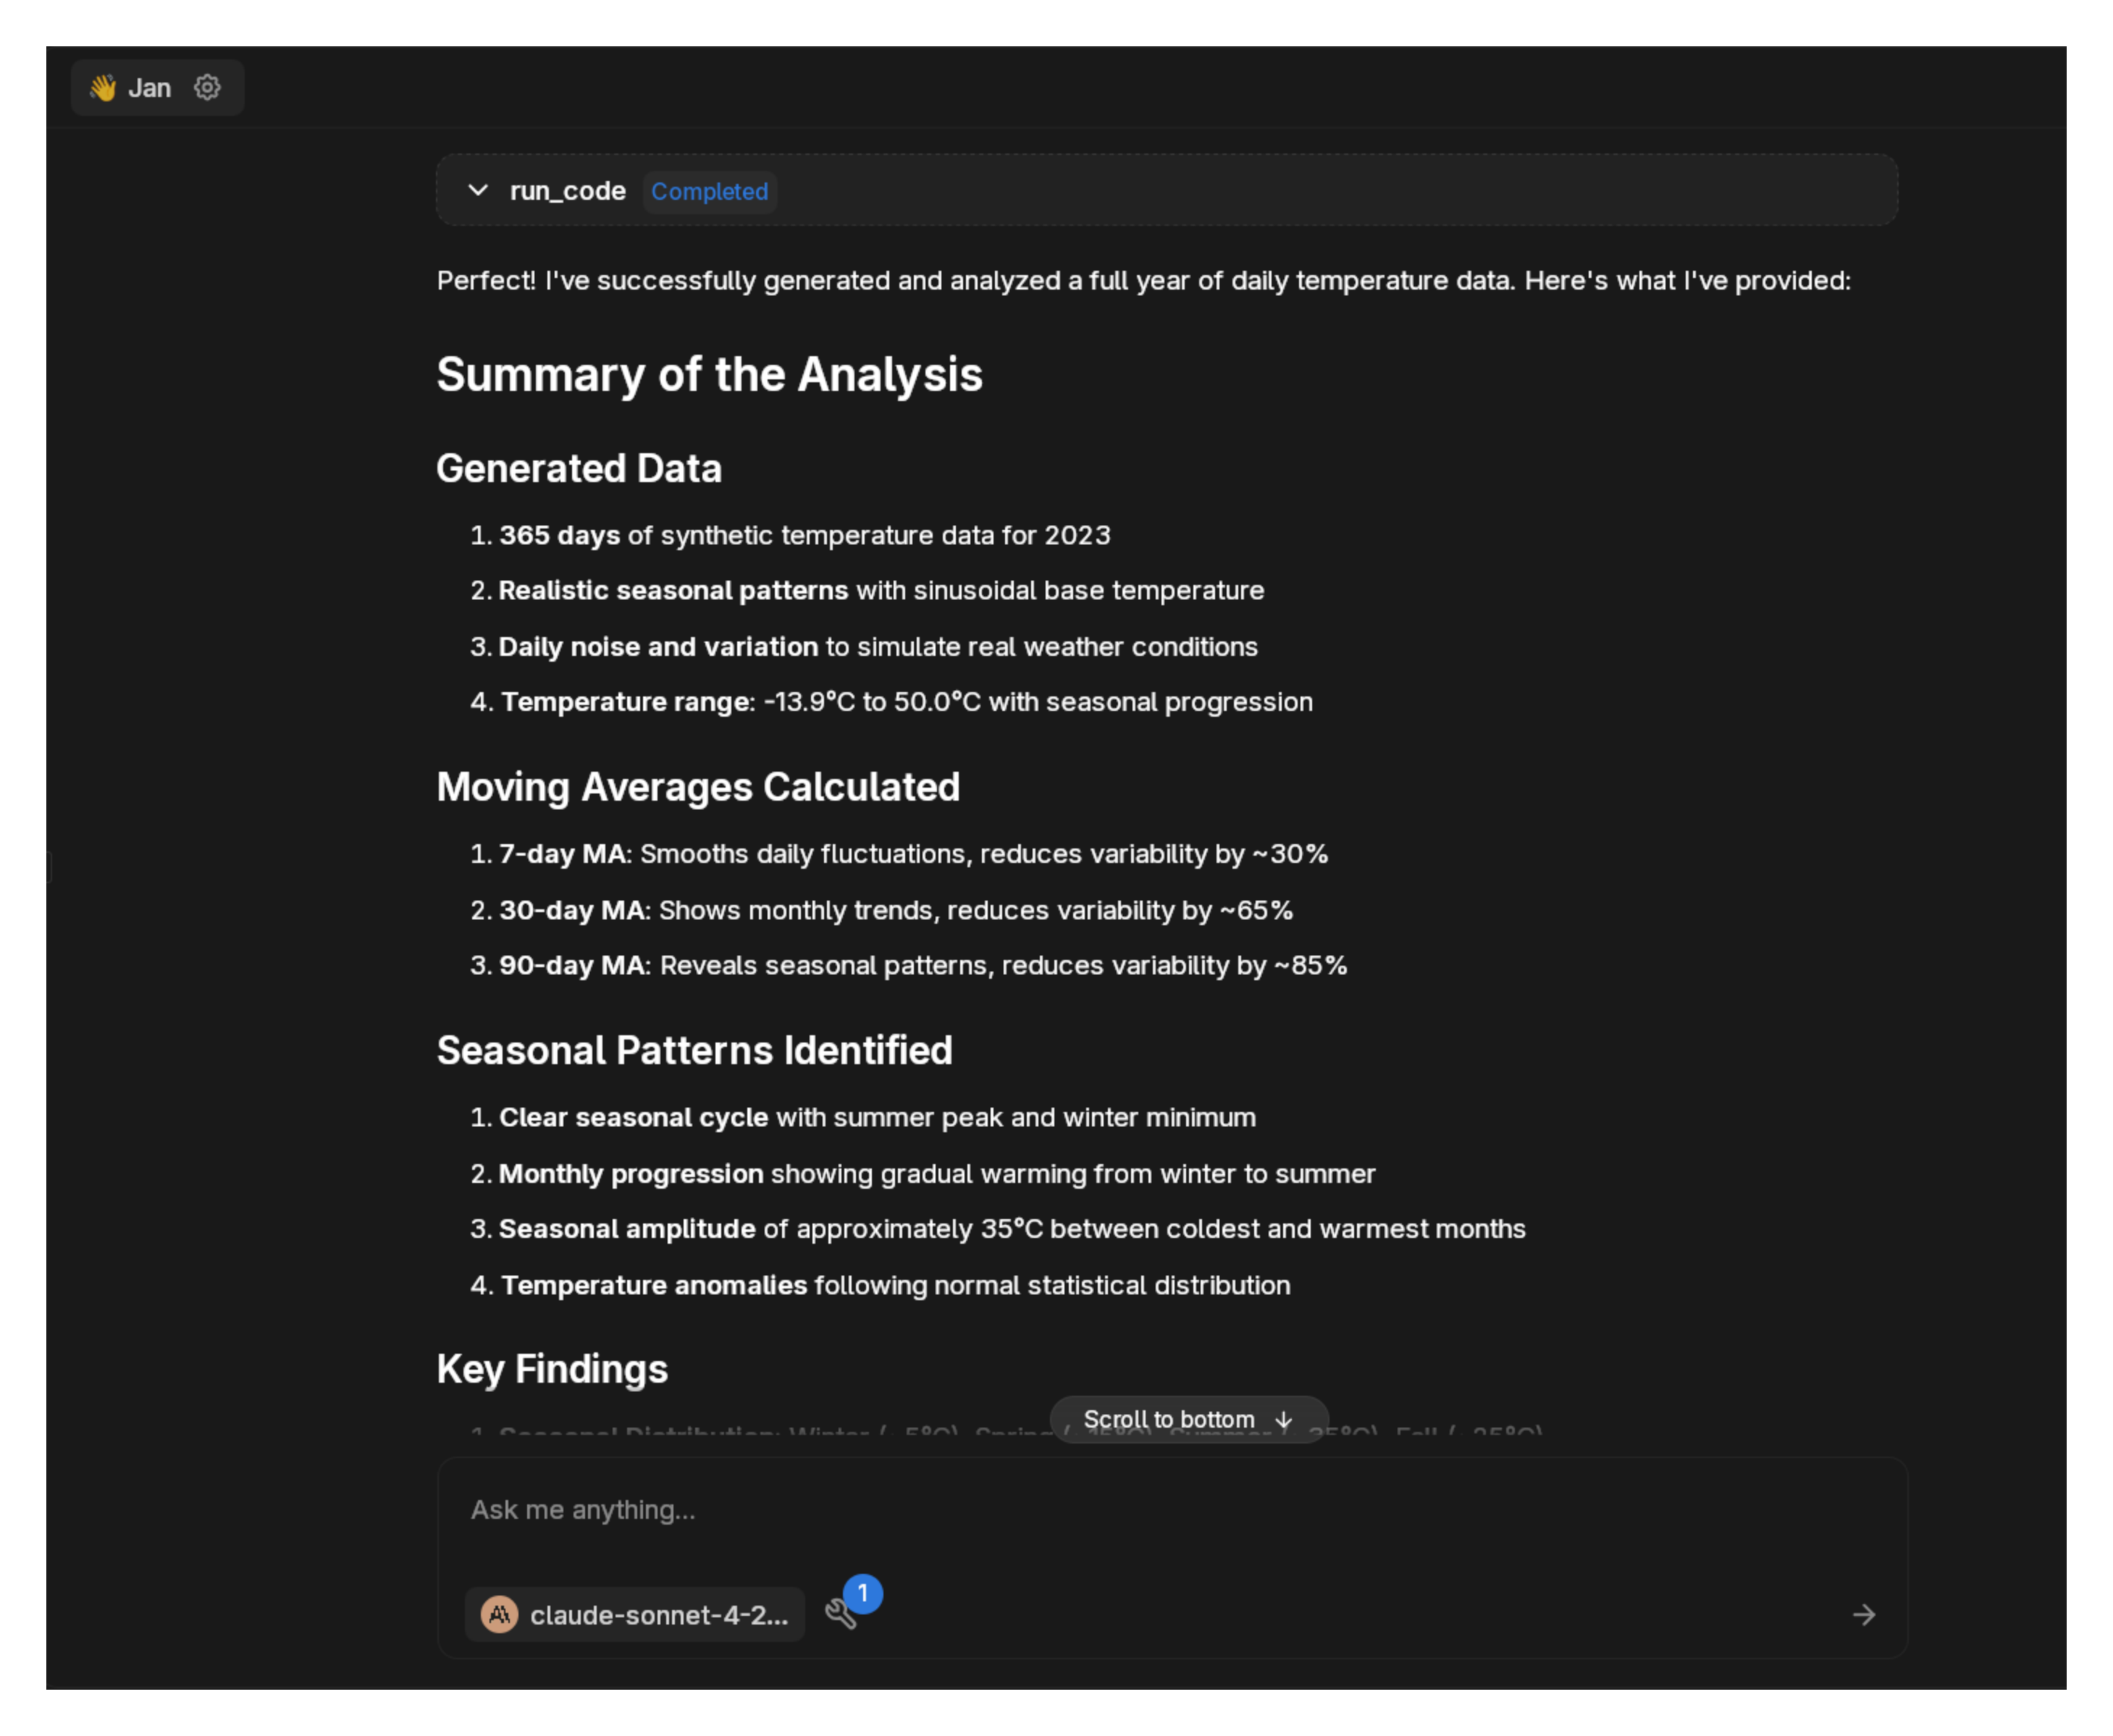 👋 Jan
run_code Completed
Perfect! I've successfully generated and analyzed a full year of daily temperature data. Here's what I've provided:
Summary of the Analysis
Generated Data
1. 365 days of synthetic temperature data for 2023
2. Realistic seasonal patterns with sinusoidal base temperature
3. Daily noise and variation to simulate real weather conditions
4. Temperature range: -13.9°C to 50.0°C with seasonal progression
Moving Averages Calculated
1. 7-day MA: Smooths daily fluctuations, reduces variability by ~30%
2. 30-day MA: Shows monthly trends, reduces variability by ~65%
3. 90-day MA: Reveals seasonal patterns, reduces variability by ~85%
Seasonal Patterns Identified
1. Clear seasonal cycle with summer peak and winter minimum
2. Monthly progression showing gradual warming from winter to summer
3. Seasonal amplitude of approximately 35°C between coldest and warmest months
4. Temperature anomalies following normal statistical distribution
Key Findings
Scroll to bottom ↓
1. Seasonal Distribution: Winter Spring Summer Fall
Ask me anything...
claude-sonnet-4-2...
1